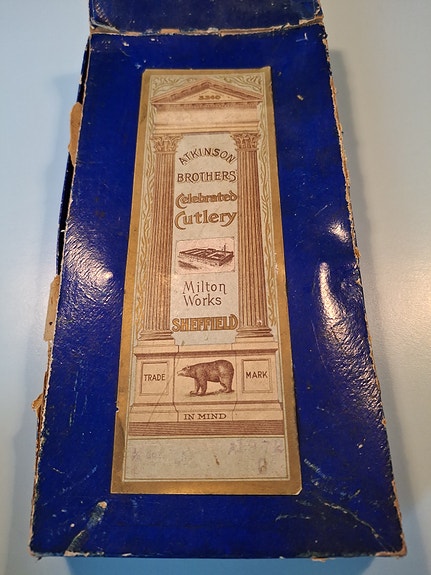 ATKINSON
BROTHERS
Celebrated
Cutlery
Milton
Works
SHEFFIELD
TRADE MARK
IN MIND